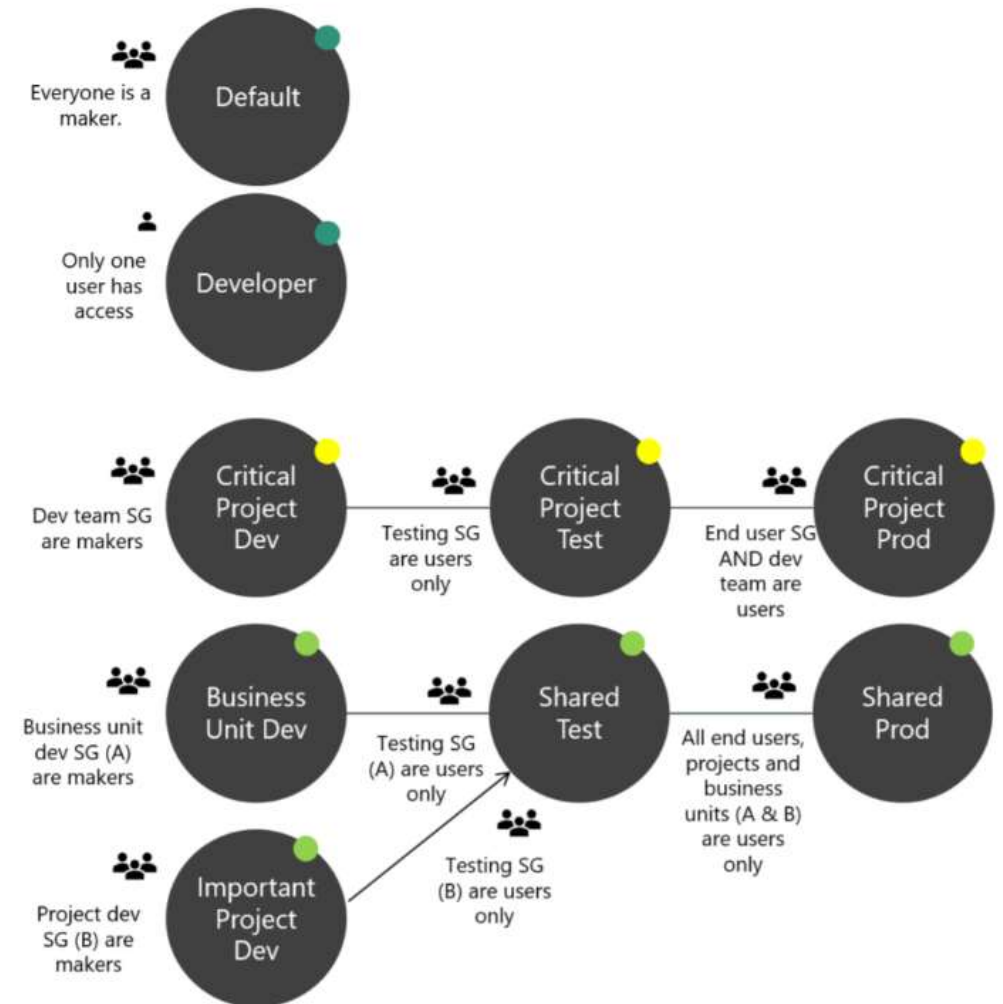 Everyone is a
maker.
Default
Only one
user has
access
Developer
Dev team SG
are makers
Critical
Project
Dev
Testing SG
are users
only
Critical
Project
Test
End user SG
AND dev
team are
users
Critical
Project
Prod
Business unit
dev SG (A)
are makers
Business
Unit Dev
Testing SG
(A) are users
only
Shared
Test
All end users,
projects and
business
units (A & B)
are users
only
Shared
Prod
Project dev
SG (B) are
makers
Important
Project
Dev
Testing SG
(B) are users
only